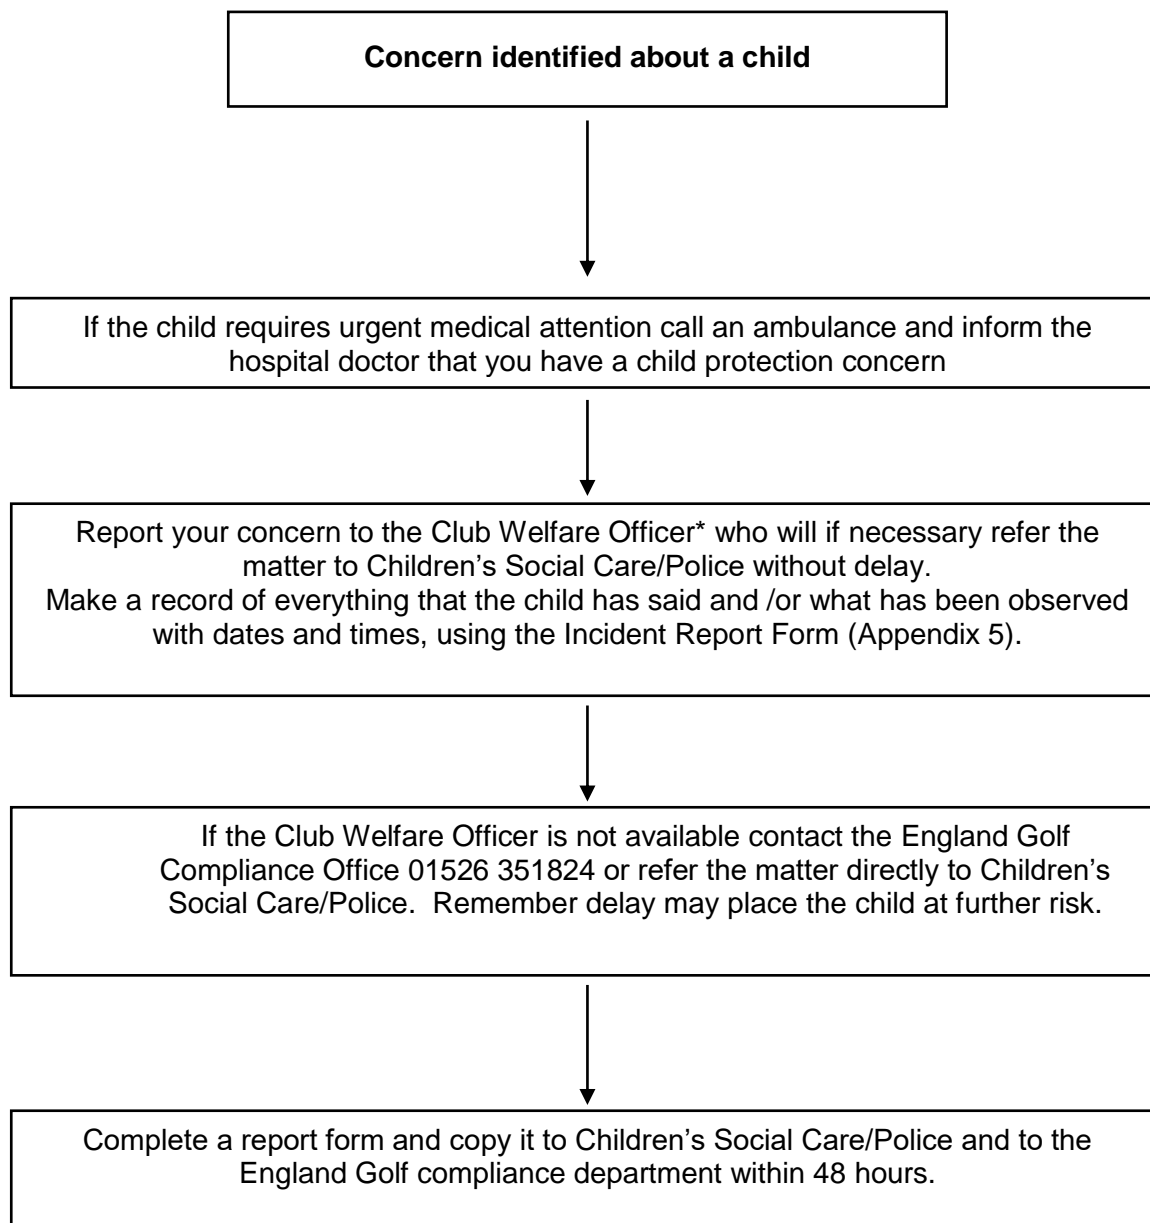 Concern identified about a child
If the child requires urgent medical attention call an ambulance and inform the
hospital doctor that you have a child protection concern
Report your concern to the Club Welfare Officer* who will if necessary refer the
matter to Children’s Social Care/Police without delay.
Make a record of everything that the child has said and /or what has been observed
with dates and times, using the Incident Report Form (Appendix 5).
If the Club Welfare Officer is not available contact the England Golf
Compliance Office 01526 351824 or refer the matter directly to Children’s
Social Care/Police.  Remember delay may place the child at further risk.
Complete a report form and copy it to Children’s Social Care/Police and to the
England Golf compliance department within 48 hours.